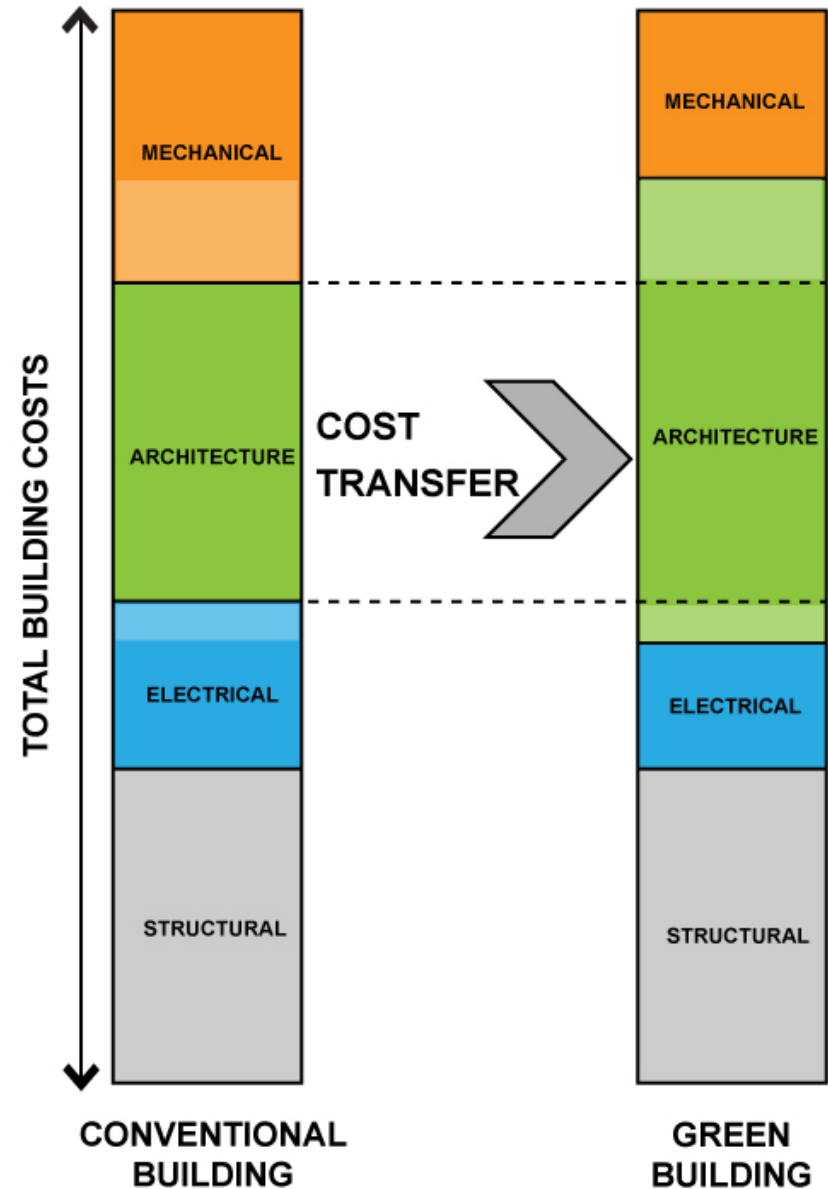 TOTAL BUILDING COSTS
MECHANICAL
ARCHITECTURE
ELECTRICAL
STRUCTURAL
CONVENTIONAL
BUILDING
COST
TRANSFER
MECHANICAL
ARCHITECTURE
ELECTRICAL
STRUCTURAL
GREEN
BUILDING